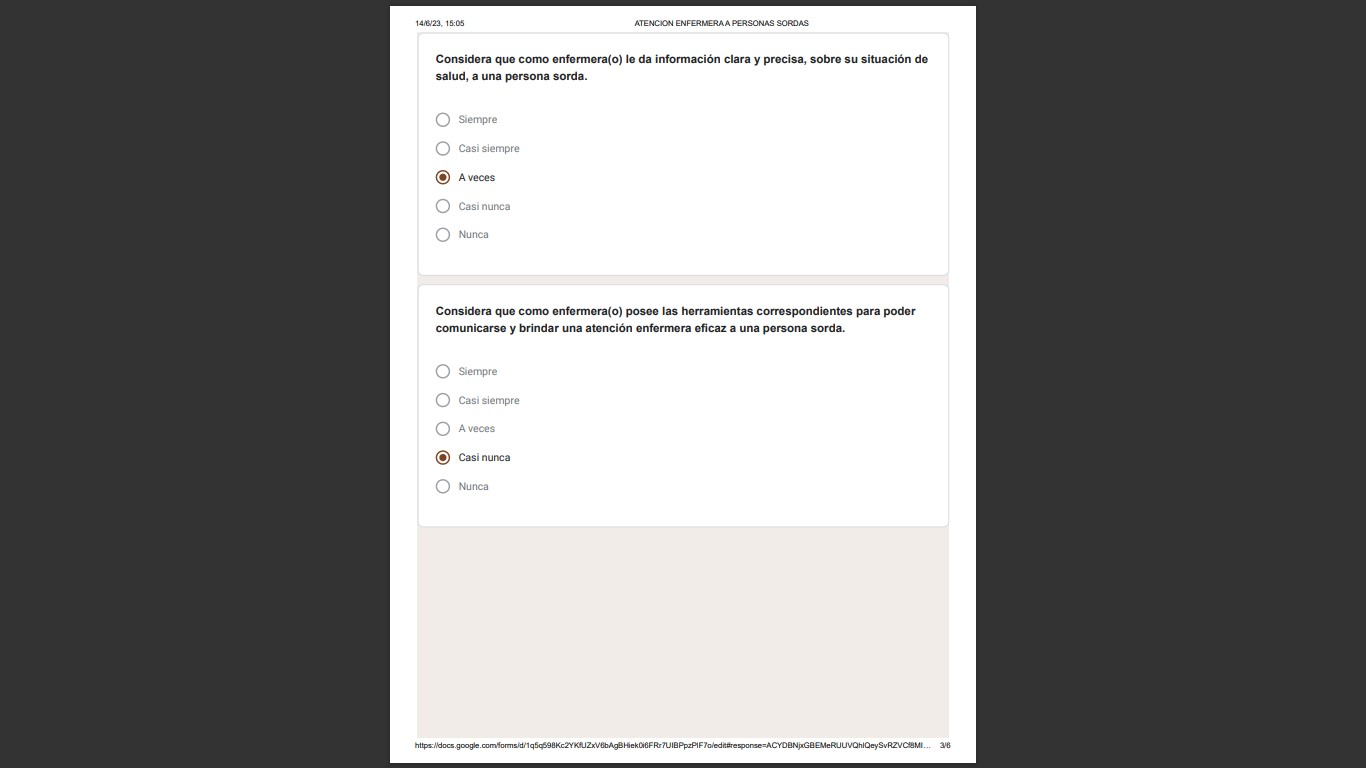 14/6/23, 15:05 ATENCION ENFERMERA A PERSONAS SORDAS
Considera que como enfermera(o) le da información clara y precisa, sobre su situación de
salud, a una persona sorda.
Siempre
Casi siempre
A veces
Casi nunca
Nunca
Considera que como enfermera(o) posee las herramientas correspondientes para poder
comunicarse y brindar una atención enfermera eficaz a una persona sorda.
Siempre
Casi siempre
A veces
Casi nunca
Nunca
3/6